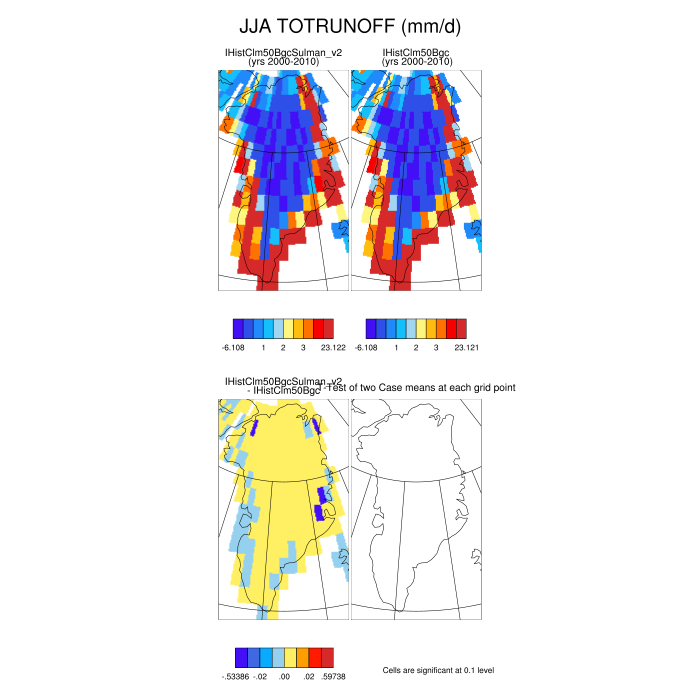 JJA TOTRUNOFF (mm/d)
IHistClm50BgcSulman_v2
(yrs 2000-2010)
IHistClm50Bgc
(yrs 2000-2010)
-6.108 1 2 3 23.122
-6.108 1 2 3 23.121
IHistClm50BgcSulman_v2
- IHistClm50Bgc
T-Test of two Case means at each grid point
-.53386 -.02 .00 .02 .59738
Cells are significant at 0.1 level